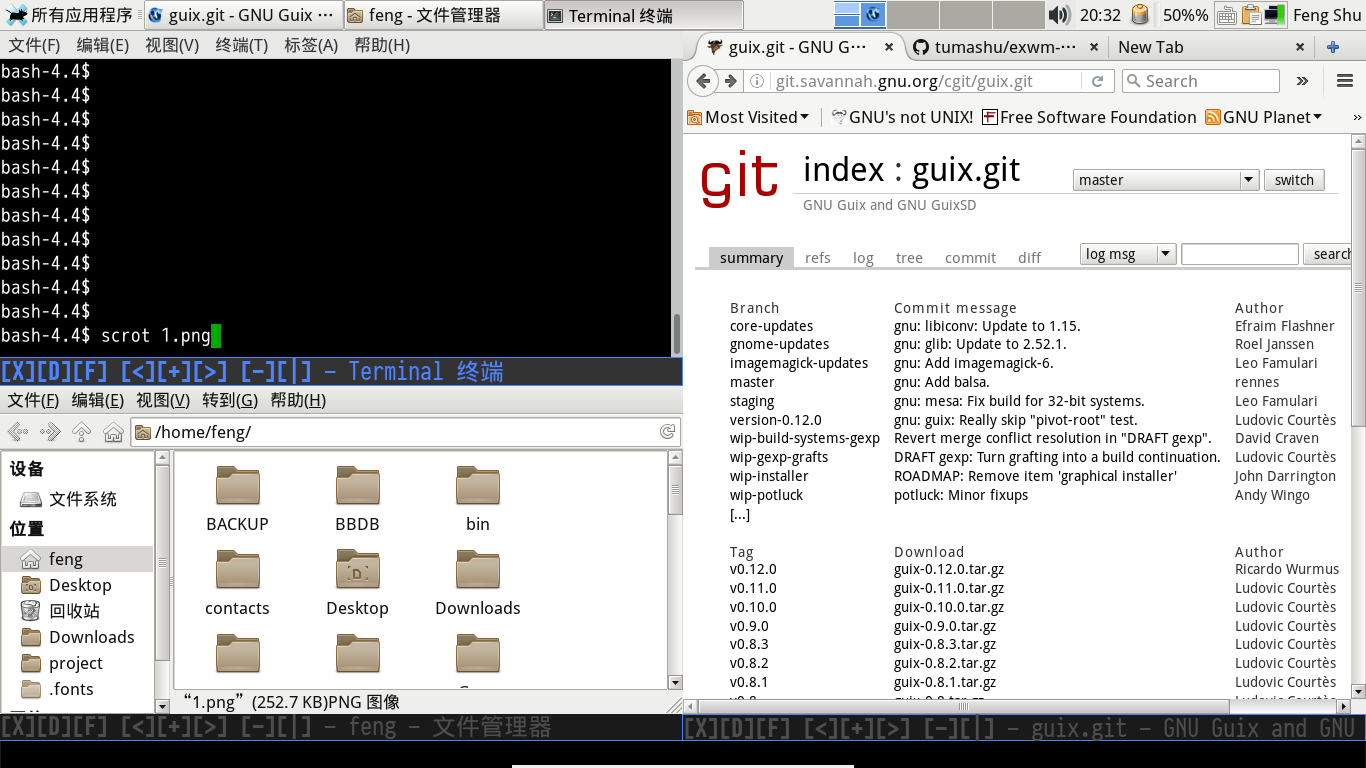 所有应用程序
guix.git - GNU Guix ···
feng - 文件管理器
Terminal 终端
20:32
50%
Feng Shu
文件(F) 编辑(E) 视图(V) 终端(T) 标签(A) 帮助(H)
bash-4.4$
bash-4.4$
bash-4.4$
bash-4.4$
bash-4.4$
bash-4.4$
bash-4.4$
bash-4.4$
bash-4.4$
bash-4.4$
bash-4.4$
bash-4.4$ scrot 1.png
[X][D][F] [<][+][>] [-][|] - Terminal 终端
文件(F) 编辑(E) 视图(V) 转到(G) 帮助(H)
/home/feng/
设备
文件系统
位置
feng
Desktop
回收站
Downloads
project
.fonts
BACKUP BBDB bin
contacts Desktop Downloads
“1.png”(252.7 KB)PNG 图像
[X][D][F] [<][+][>] [-][|] - feng - 文件管理器
guix.git - GNU G···
tumashu/exwm-···
New Tab
git.savannah.gnu.org/cgit/guix.git
Search
Most Visited
GNU's not UNIX!
Free Software Foundation
GNU Planet
git
index : guix.git
master
switch
GNU Guix and GNU GuixSD
summary refs log tree commit diff
log msg
search
Branch Commit message Author
core-updates gnu: libiconv: Update to 1.15. Efraim Flashner
gnome-updates gnu: glib: Update to 2.52.1. Roel Janssen
imagemagick-updates gnu: Add imagemagick-6. Leo Famulari
master gnu: Add balsa. rennes
staging gnu: mesa: Fix build for 32-bit systems. Leo Famulari
version-0.12.0 gnu: guix: Really skip "pivot-root" test. Ludovic Courtès
wip-build-systems-gexp Revert merge conflict resolution in "DRAFT gexp". David Craven
wip-gexp-grafts DRAFT gexp: Turn grafting into a build continuation. Ludovic Courtès
wip-installer ROADMAP: Remove item 'graphical installer' John Darrington
wip-potluck potluck: Minor fixups Andy Wingo
[...]
Tag Download Author
v0.12.0 guix-0.12.0.tar.gz Ricardo Wurmus
v0.11.0 guix-0.11.0.tar.gz Ludovic Courtès
v0.10.0 guix-0.10.0.tar.gz Ludovic Courtès
v0.9.0 guix-0.9.0.tar.gz Ludovic Courtès
v0.8.3 guix-0.8.3.tar.gz Ludovic Courtès
v0.8.2 guix-0.8.2.tar.gz Ludovic Courtès
v0.8.1 guix-0.8.1.tar.gz Ludovic Courtès
[X][D][F] [<][+][>] [-][|] - guix.git - GNU Guix and GNU